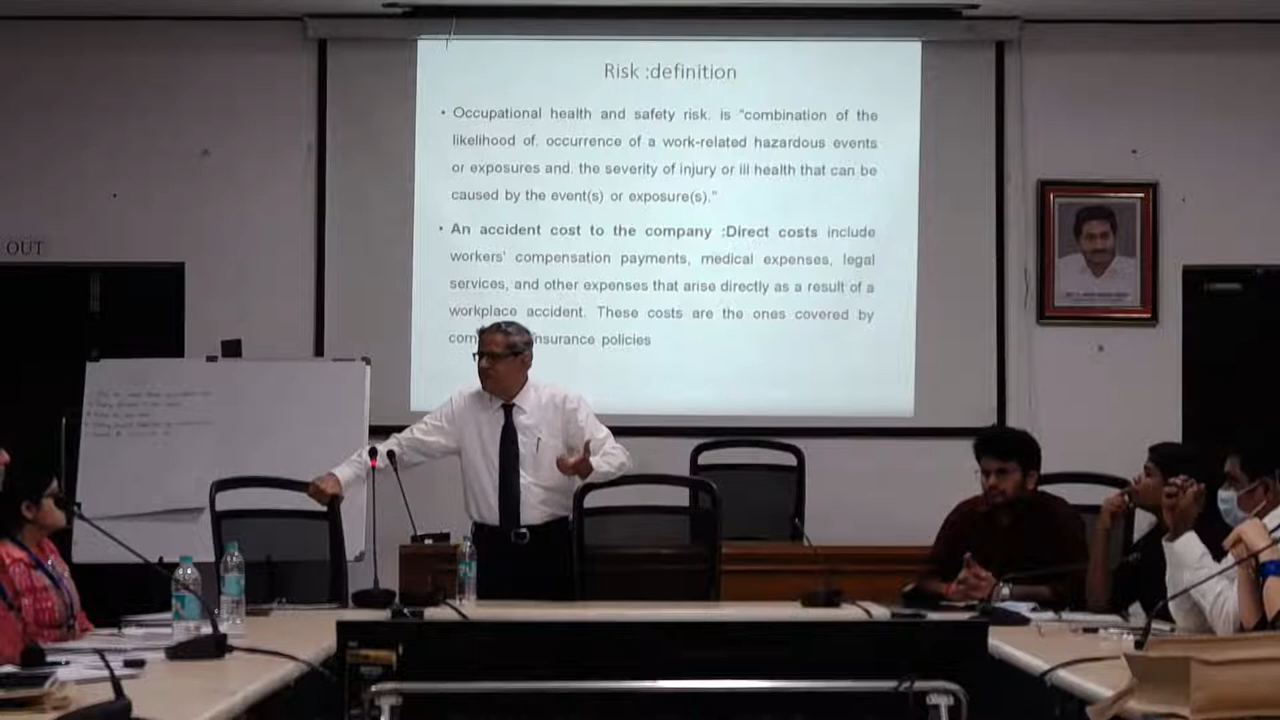 Risk :definition
• Occupational health and safety risk. is "combination of the
likelihood of. occurrence of a work-related hazardous events
or exposures and. the severity of injury or ill health that can be
caused by the event(s) or exposure(s)."
• An accident cost to the company :Direct costs include
workers' compensation payments, medical expenses, legal
services, and other expenses that arise directly as a result of a
workplace accident. These costs are the ones covered by
insurance policies
OUT